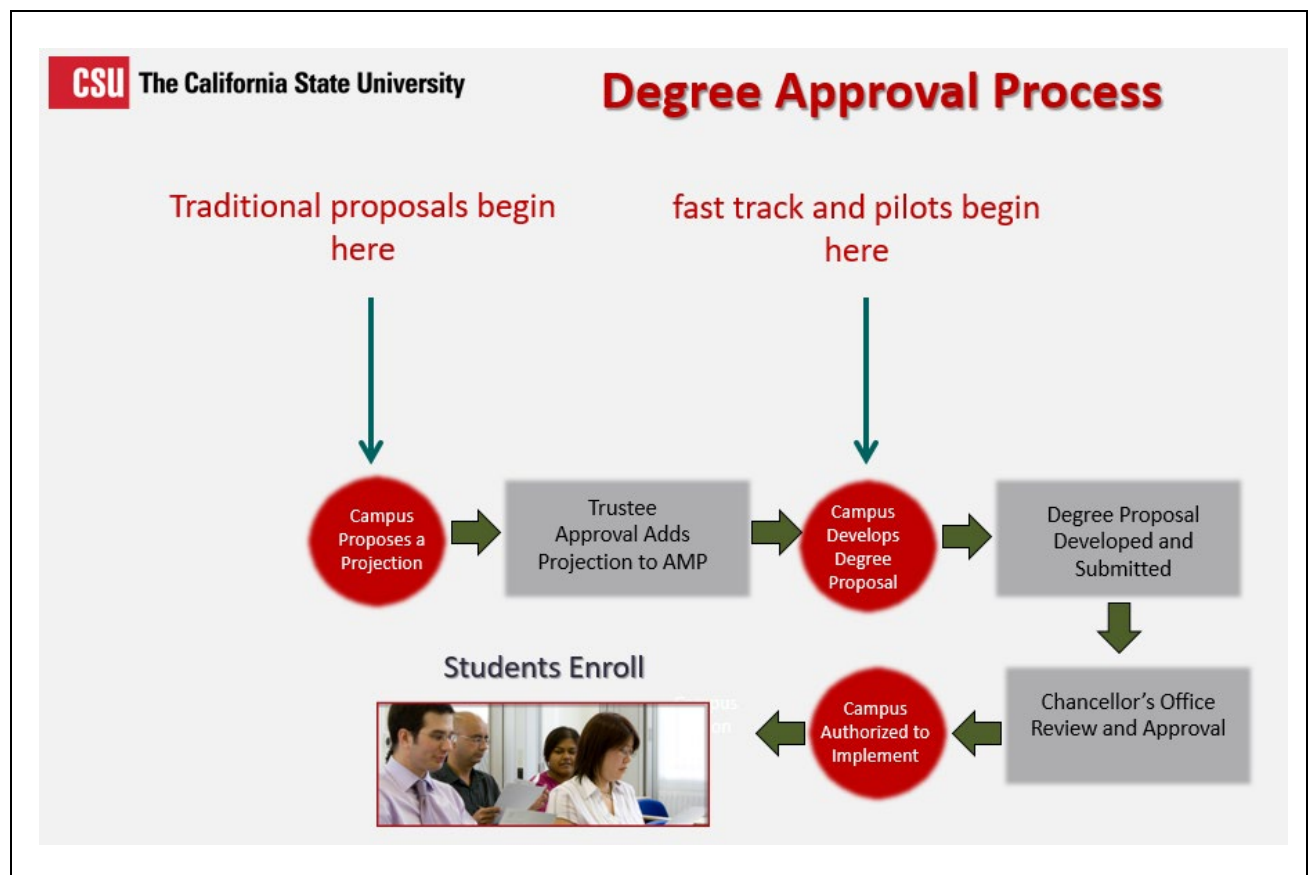 CSU The California State University
Degree Approval Process
Traditional proposals begin
here
fast track and pilots begin
here
Campus
Proposes a
Projection
Trustee
Approval Adds
Projection to AMP
Campus
Develops
Degree
Proposal
Degree Proposal
Developed and
Submitted
Chancellor's Office
Review and Approval
Campus
Authorized to
Implement
Students Enroll